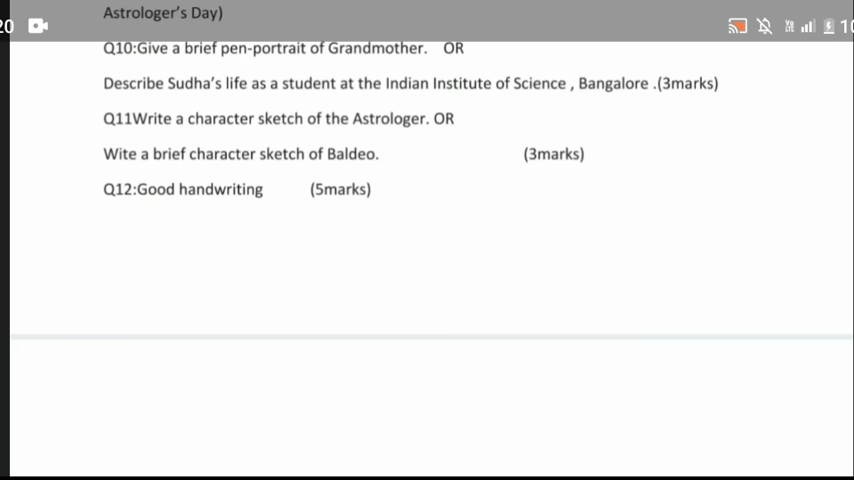 Astrologer's Day)
20
10
Q10:Give a brief pen-portrait of Grandmother. OR
Describe Sudha's life as a student at the Indian Institute of Science , Bangalore .(3marks)
Q11Write a character sketch of the Astrologer. OR
Wite a brief character sketch of Baldeo. (3marks)
Q12:Good handwriting (5marks)